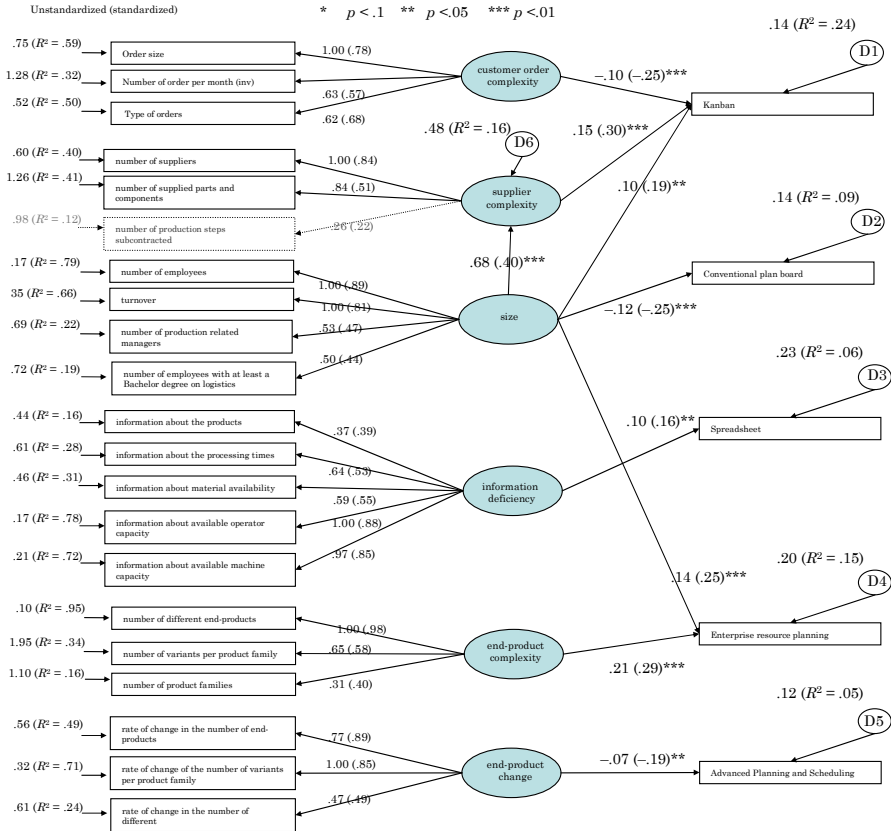 Unstandardized (standardized)
* p < .1 ** p <.05 *** p <.01
.75 (R² = .59)
Order size
1.00 (.78)
1.28 (R² = .32)
Number of order per month (inv)
.63 (.57)
.52 (R² = .50)
Type of orders
.62 (.68)
customer order
complexity
−.10 (−.25)***
.14 (R² = .24)
D1
Kanban
.60 (R² = .40)
number of suppliers
1.00 (.84)
1.26 (R² = .41)
number of supplied parts and
components
.84 (.51)
.98 (R² = .12)
number of production steps
subcontracted
.26 (.22)
.48 (R² = .16)
D6
supplier
complexity
.15 (.30)***
.10 (.19)**
.68 (.40)***
.17 (R² = .79)
number of employees
1.00 (.89)
35 (R² = .66)
turnover
1.00 (.81)
.69 (R² = .22)
number of production related
managers
.53 (.47)
.72 (R² = .19)
number of employees with at least a
Bachelor degree on logistics
.50 (.44)
size
−.12 (−.25)***
.14 (R² = .09)
D2
Conventional plan board
.44 (R² = .16)
information about the products
.37 (.39)
.61 (R² = .28)
information about the processing times
.64 (.53)
.46 (R² = .31)
information about material availability
.59 (.55)
.17 (R² = .78)
information about available operator
capacity
1.00 (.88)
.21 (R² = .72)
information about available machine
capacity
.97 (.85)
information
deficiency
.10 (.16)**
.23 (R² = .06)
D3
Spreadsheet
.14 (.25)***
.10 (R² = .95)
number of different end-products
1.00 (.98)
1.95 (R² = .34)
number of variants per product family
.65 (.58)
1.10 (R² = .16)
number of product families
.31 (.40)
end-product
complexity
.21 (.29)***
.20 (R² = .15)
D4
Enterprise resource planning
.56 (R² = .49)
rate of change in the number of end-
products
.77 (.89)
.32 (R² = .71)
rate of change of the number of variants
per product family
1.00 (.85)
.61 (R² = .24)
rate of change in the number of
different
.47 (.49)
end-product
change
−.07 (−.19)**
.12 (R² = .05)
D5
Advanced Planning and Scheduling